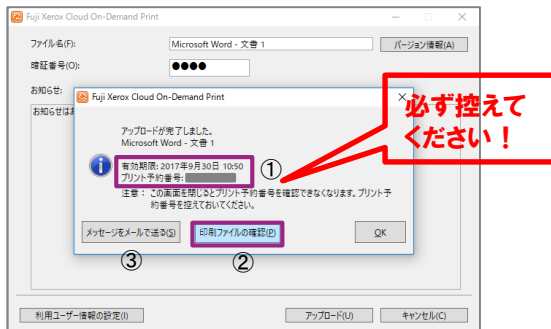 Fuji Xerox Cloud On-Demand Print
ファイル名(F):
Microsoft Word - 文書 1
バージョン情報(A)
暗証番号(O):
●●●●
お知らせ:
お知らせはあ
Fuji Xerox Cloud On-Demand Print
アップロードが完了しました。
Microsoft Word - 文書 1
有効期限: 2017年9月30日 10:50
プリント予約番号:
①
注意： この画面を閉じるとプリント予約番号を確認できなくなります。プリント予
約番号を控えておいてください。
メッセージをメールで送る(S)
印刷ファイルの確認(P)
OK
③
②
必ず控えて
ください！
利用ユーザー情報の設定(I)
アップロード(U)
キャンセル(C)